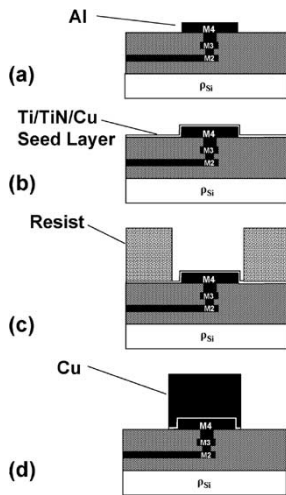 Al
M4
M3
M2
(a)
ρSi
Ti/TiN/Cu
Seed Layer
M4
M3
M2
(b)
ρSi
Resist
M4
M3
M2
(c)
ρSi
Cu
M4
M3
M2
(d)
ρSi